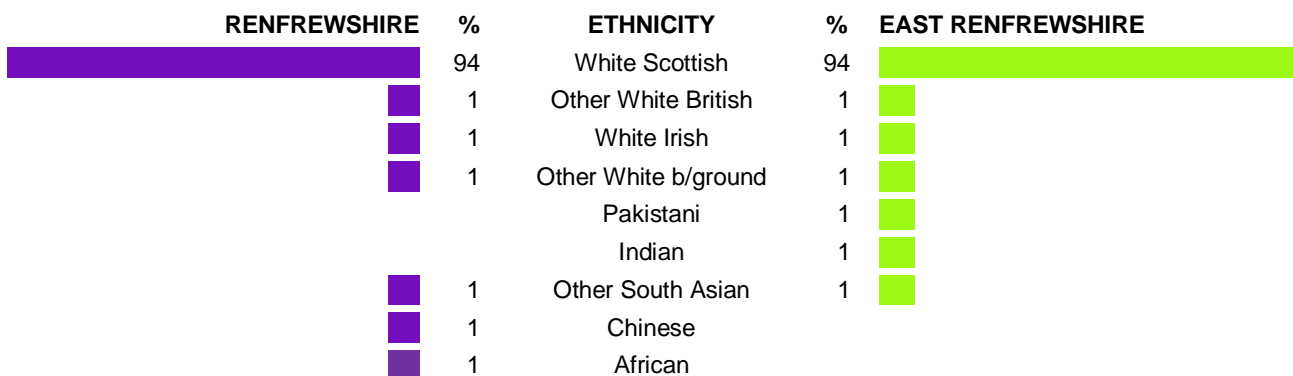 RENFREWSHIRE % ETHNICITY % EAST RENFREWSHIRE
94 White Scottish 94
1 Other White British 1
1 White Irish 1
1 Other White b/ground 1
Pakistani 1
Indian 1
1 Other South Asian 1
1 Chinese
1 African